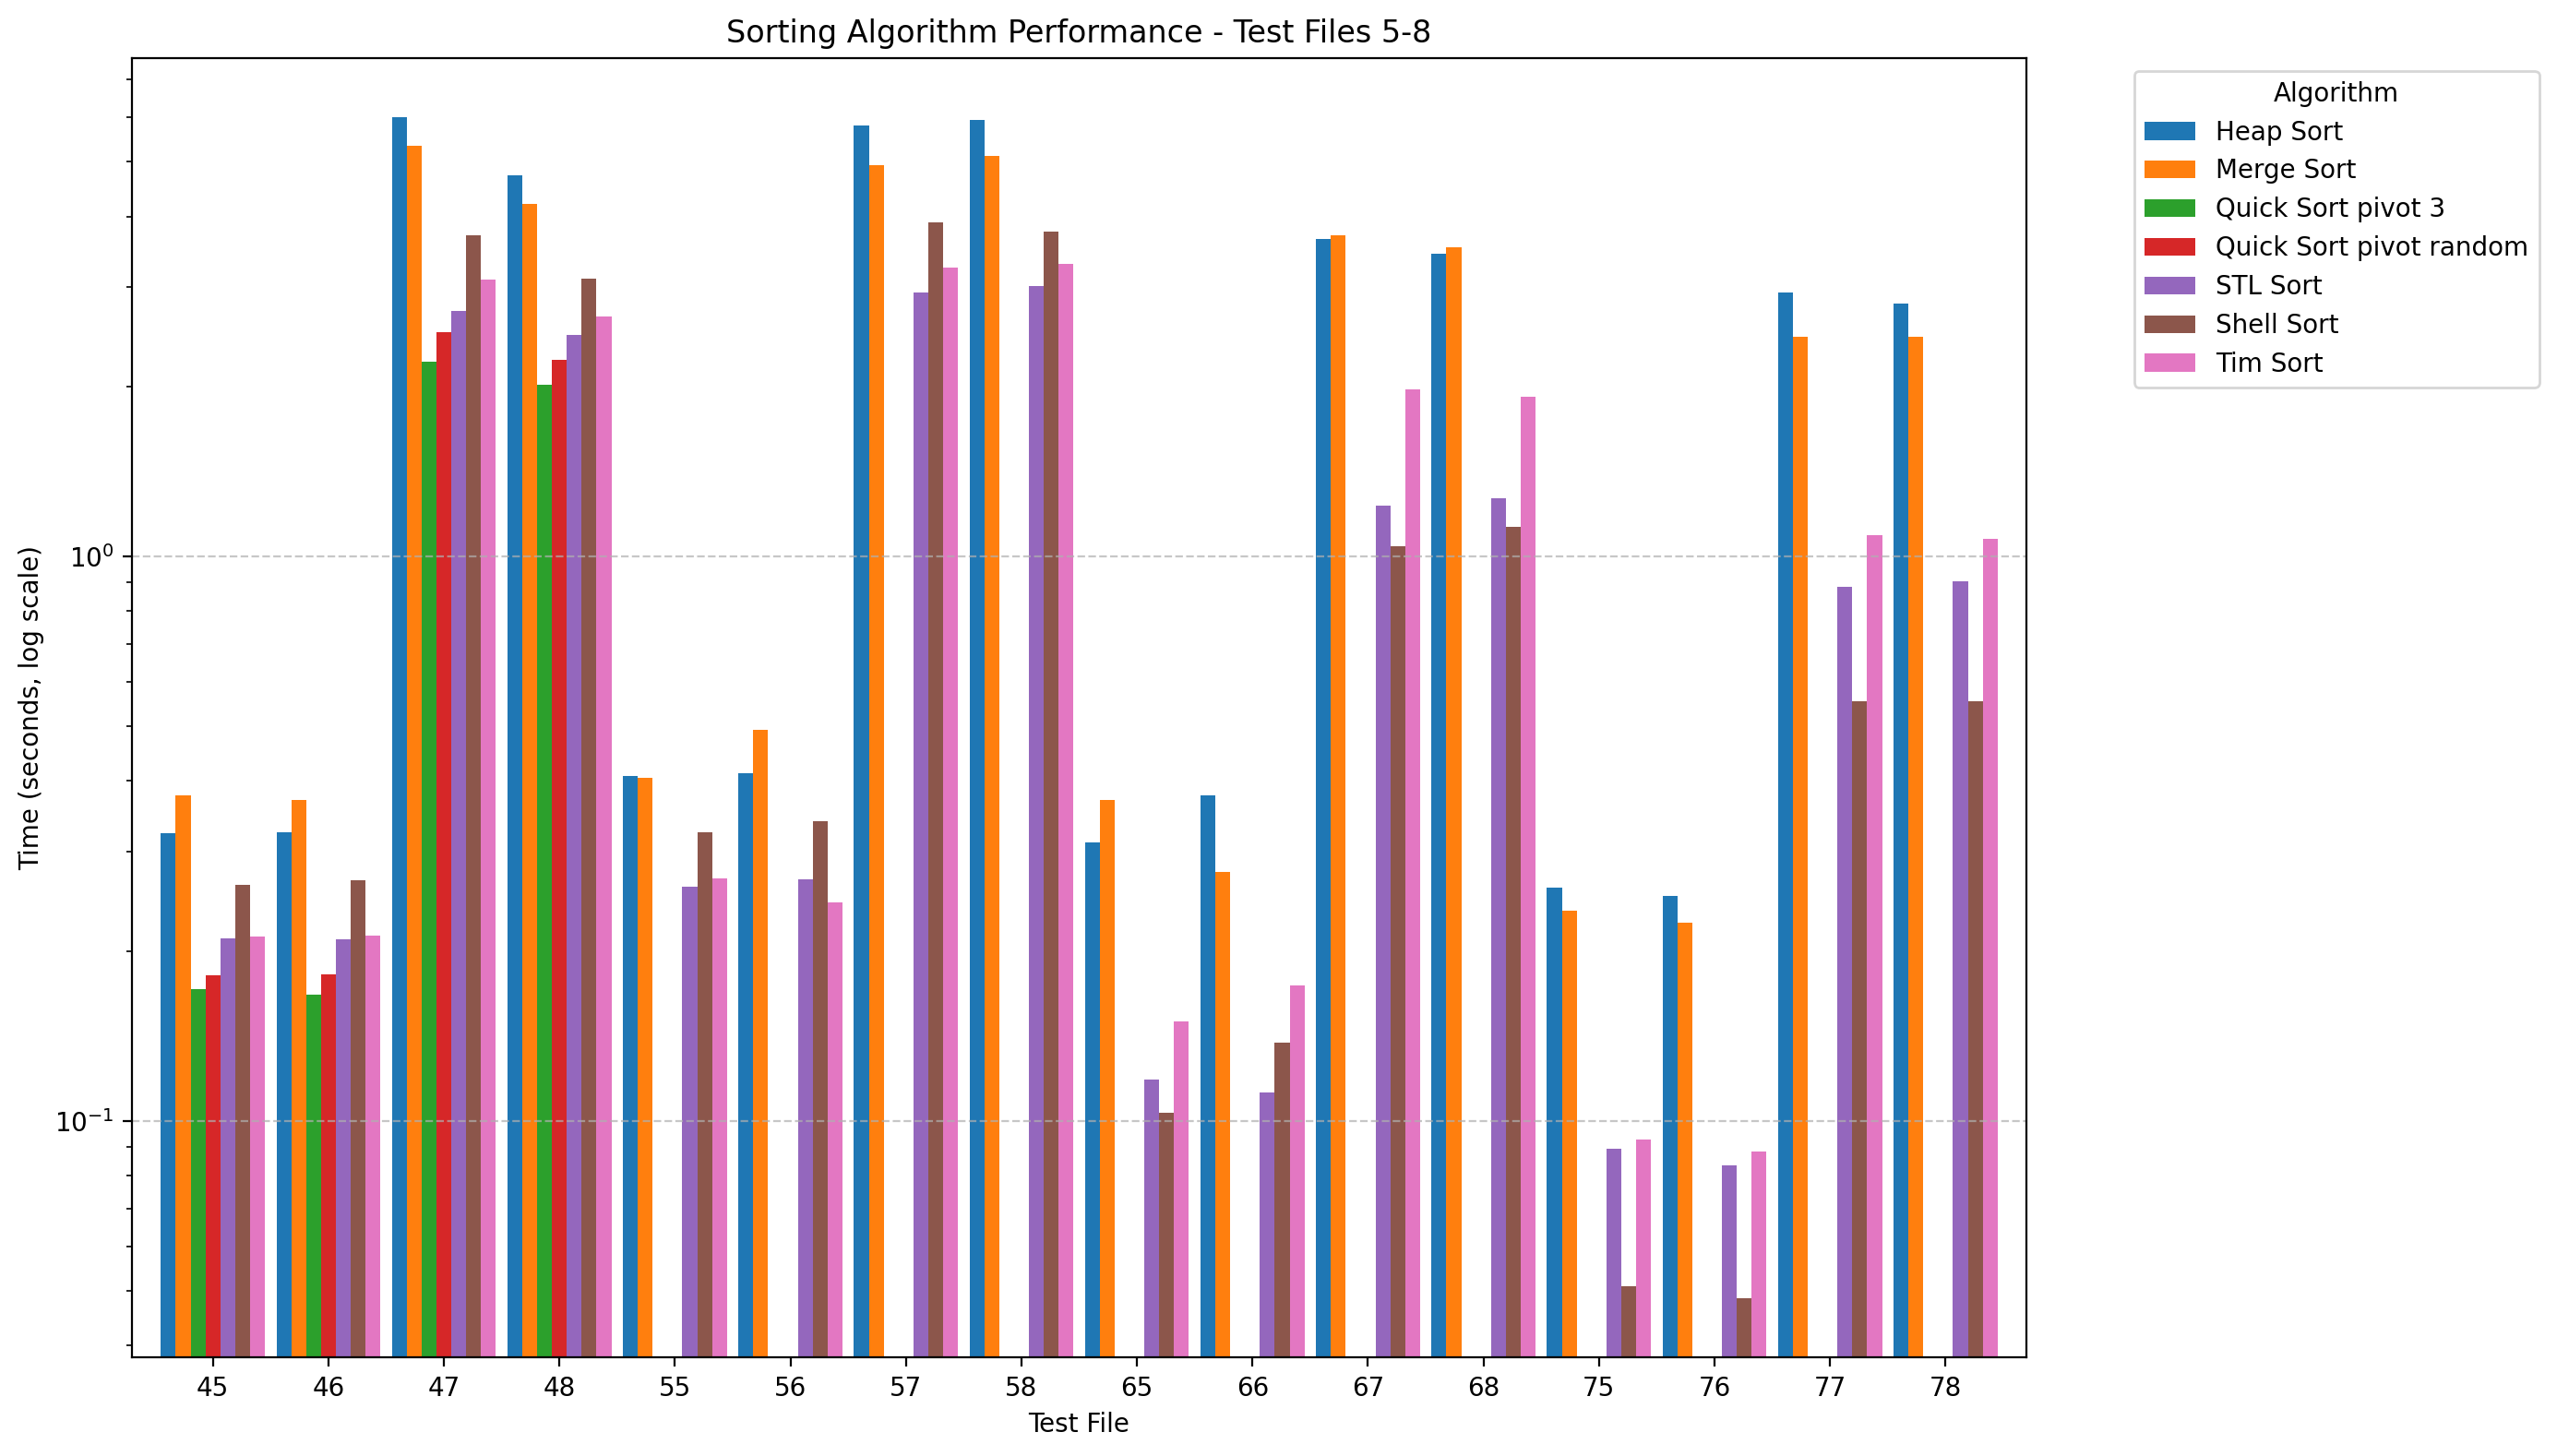 Sorting Algorithm Performance - Test Files 5-8
Time (seconds, log scale)
10⁰
10⁻¹
45 46 47 48 55 56 57 58 65 66 67 68 75 76 77 78
Test File
Algorithm
Heap Sort
Merge Sort
Quick Sort pivot 3
Quick Sort pivot random
STL Sort
Shell Sort
Tim Sort